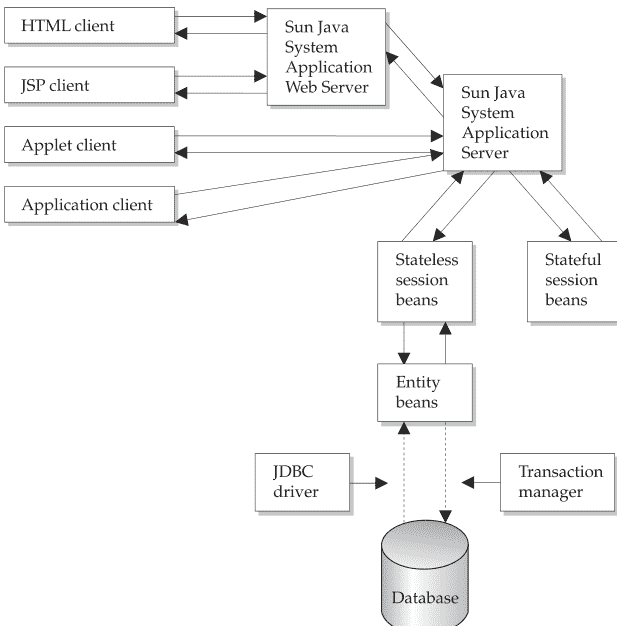 HTML client
Sun Java
System
Application
Web Server
JSP client
Sun Java
System
Application
Server
Applet client
Application client
Stateless
session
beans
Stateful
session
beans
Entity
beans
JDBC
driver
Transaction
manager
Database